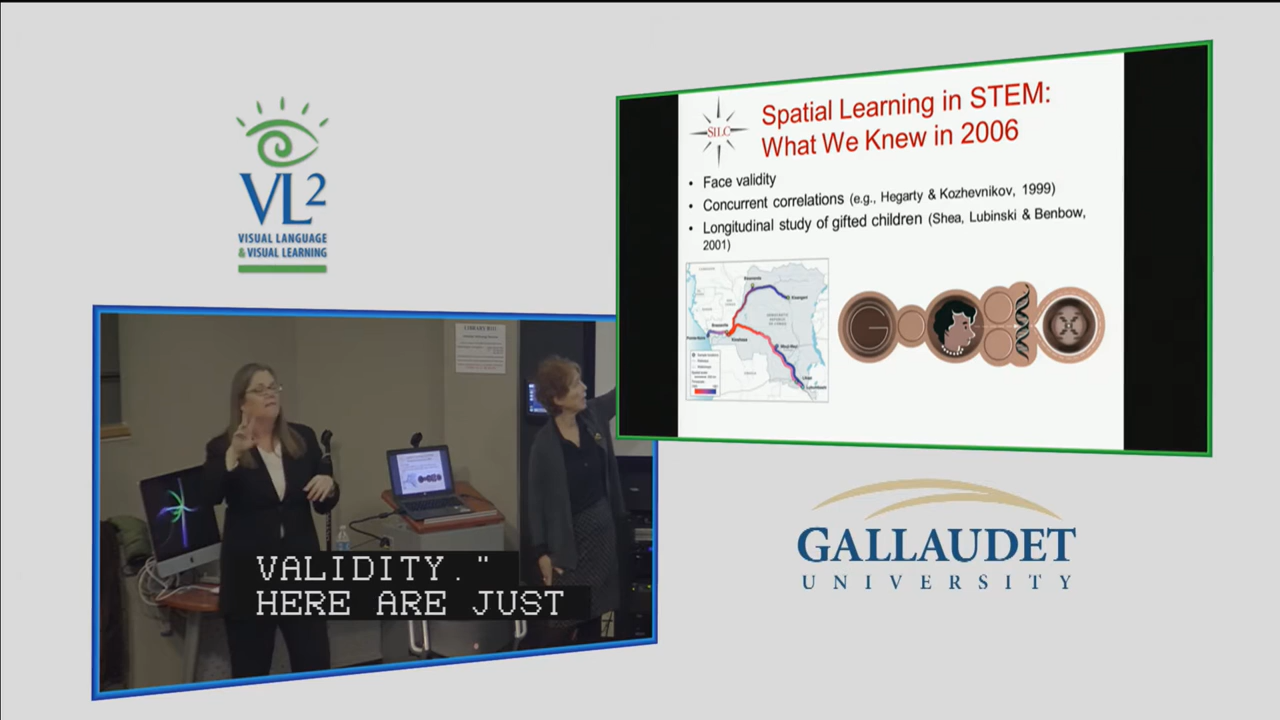 VL2
VISUAL LANGUAGE
& VISUAL LEARNING
SILC
Spatial Learning in STEM:
What We Knew in 2006
• Face validity
• Concurrent correlations (e.g., Hegarty & Kozhevnikov, 1999)
• Longitudinal study of gifted children (Shea, Lubinski & Benbow,
2001)
G
VALIDITY."
HERE ARE JUST
GALLAUDET
UNIVERSITY